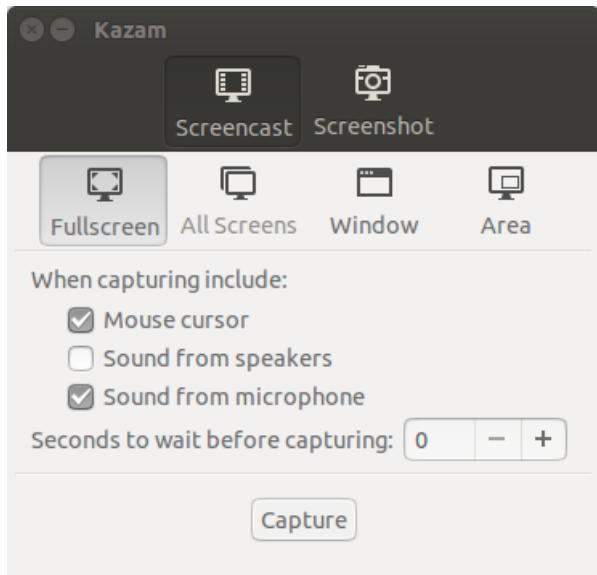 Kazam
Screencast Screenshot
Fullscreen All Screens Window Area
When capturing include:
Mouse cursor
Sound from speakers
Sound from microphone
Seconds to wait before capturing: 0 − +
Capture